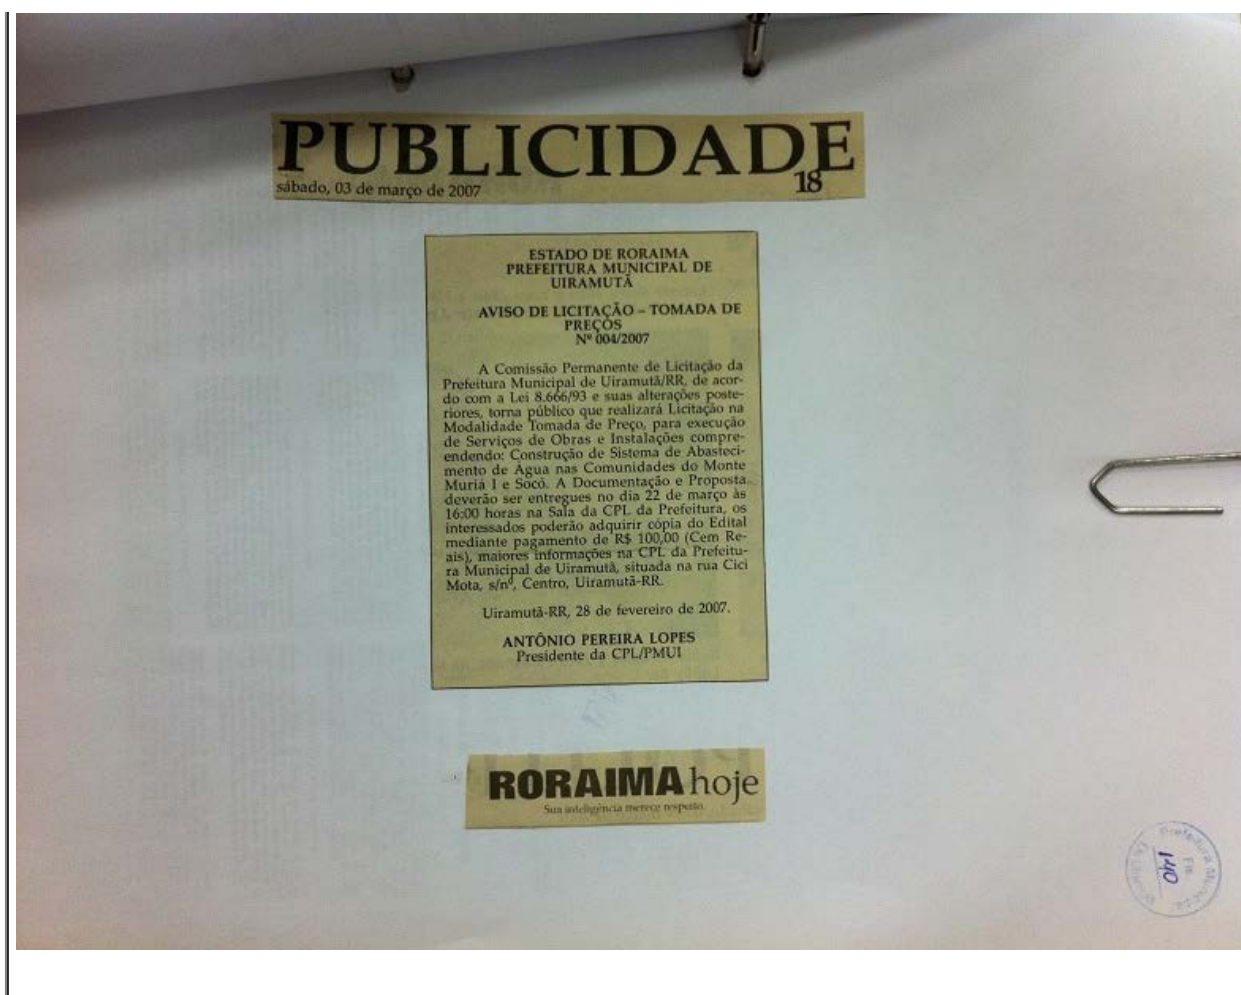 PUBLICIDADE
sábado, 03 de março de 2007
18
ESTADO DE RORAIMA
PREFEITURA MUNICIPAL DE
UIRAMUTÃ
AVISO DE LICITAÇÃO – TOMADA DE
PREÇOS
Nº 004/2007
A Comissão Permanente de Licitação da
Prefeitura Municipal de Uiramutã/RR, de acor-
do com a Lei 8.666/93 e suas alterações poste-
riores, torna público que realizará Licitação na
Modalidade Tomada de Preço, para execução
de Serviços de Obras e Instalações compre-
endendo: Construção de Sistema de Abasteci-
mento de Água nas Comunidades do Monte
Muriá I e Socó. A Documentação e Proposta
deverão ser entregues no dia 22 de março às
16:00 horas na Sala da CPL da Prefeitura, os
interessados poderão adquirir cópia do Edital
mediante pagamento de R$ 100,00 (Cem Re-
ais), maiores informações na CPL da Prefeitu-
ra Municipal de Uiramutã, situada na rua Cici
Mota, s/nº, Centro, Uiramutã-RR.
Uiramutã-RR, 28 de fevereiro de 2007.
ANTÔNIO PEREIRA LOPES
Presidente da CPL/PMUI
RORAIMA hoje
Sua inteligência merece respeito.
Prefeitura Municipal
Fls.
140